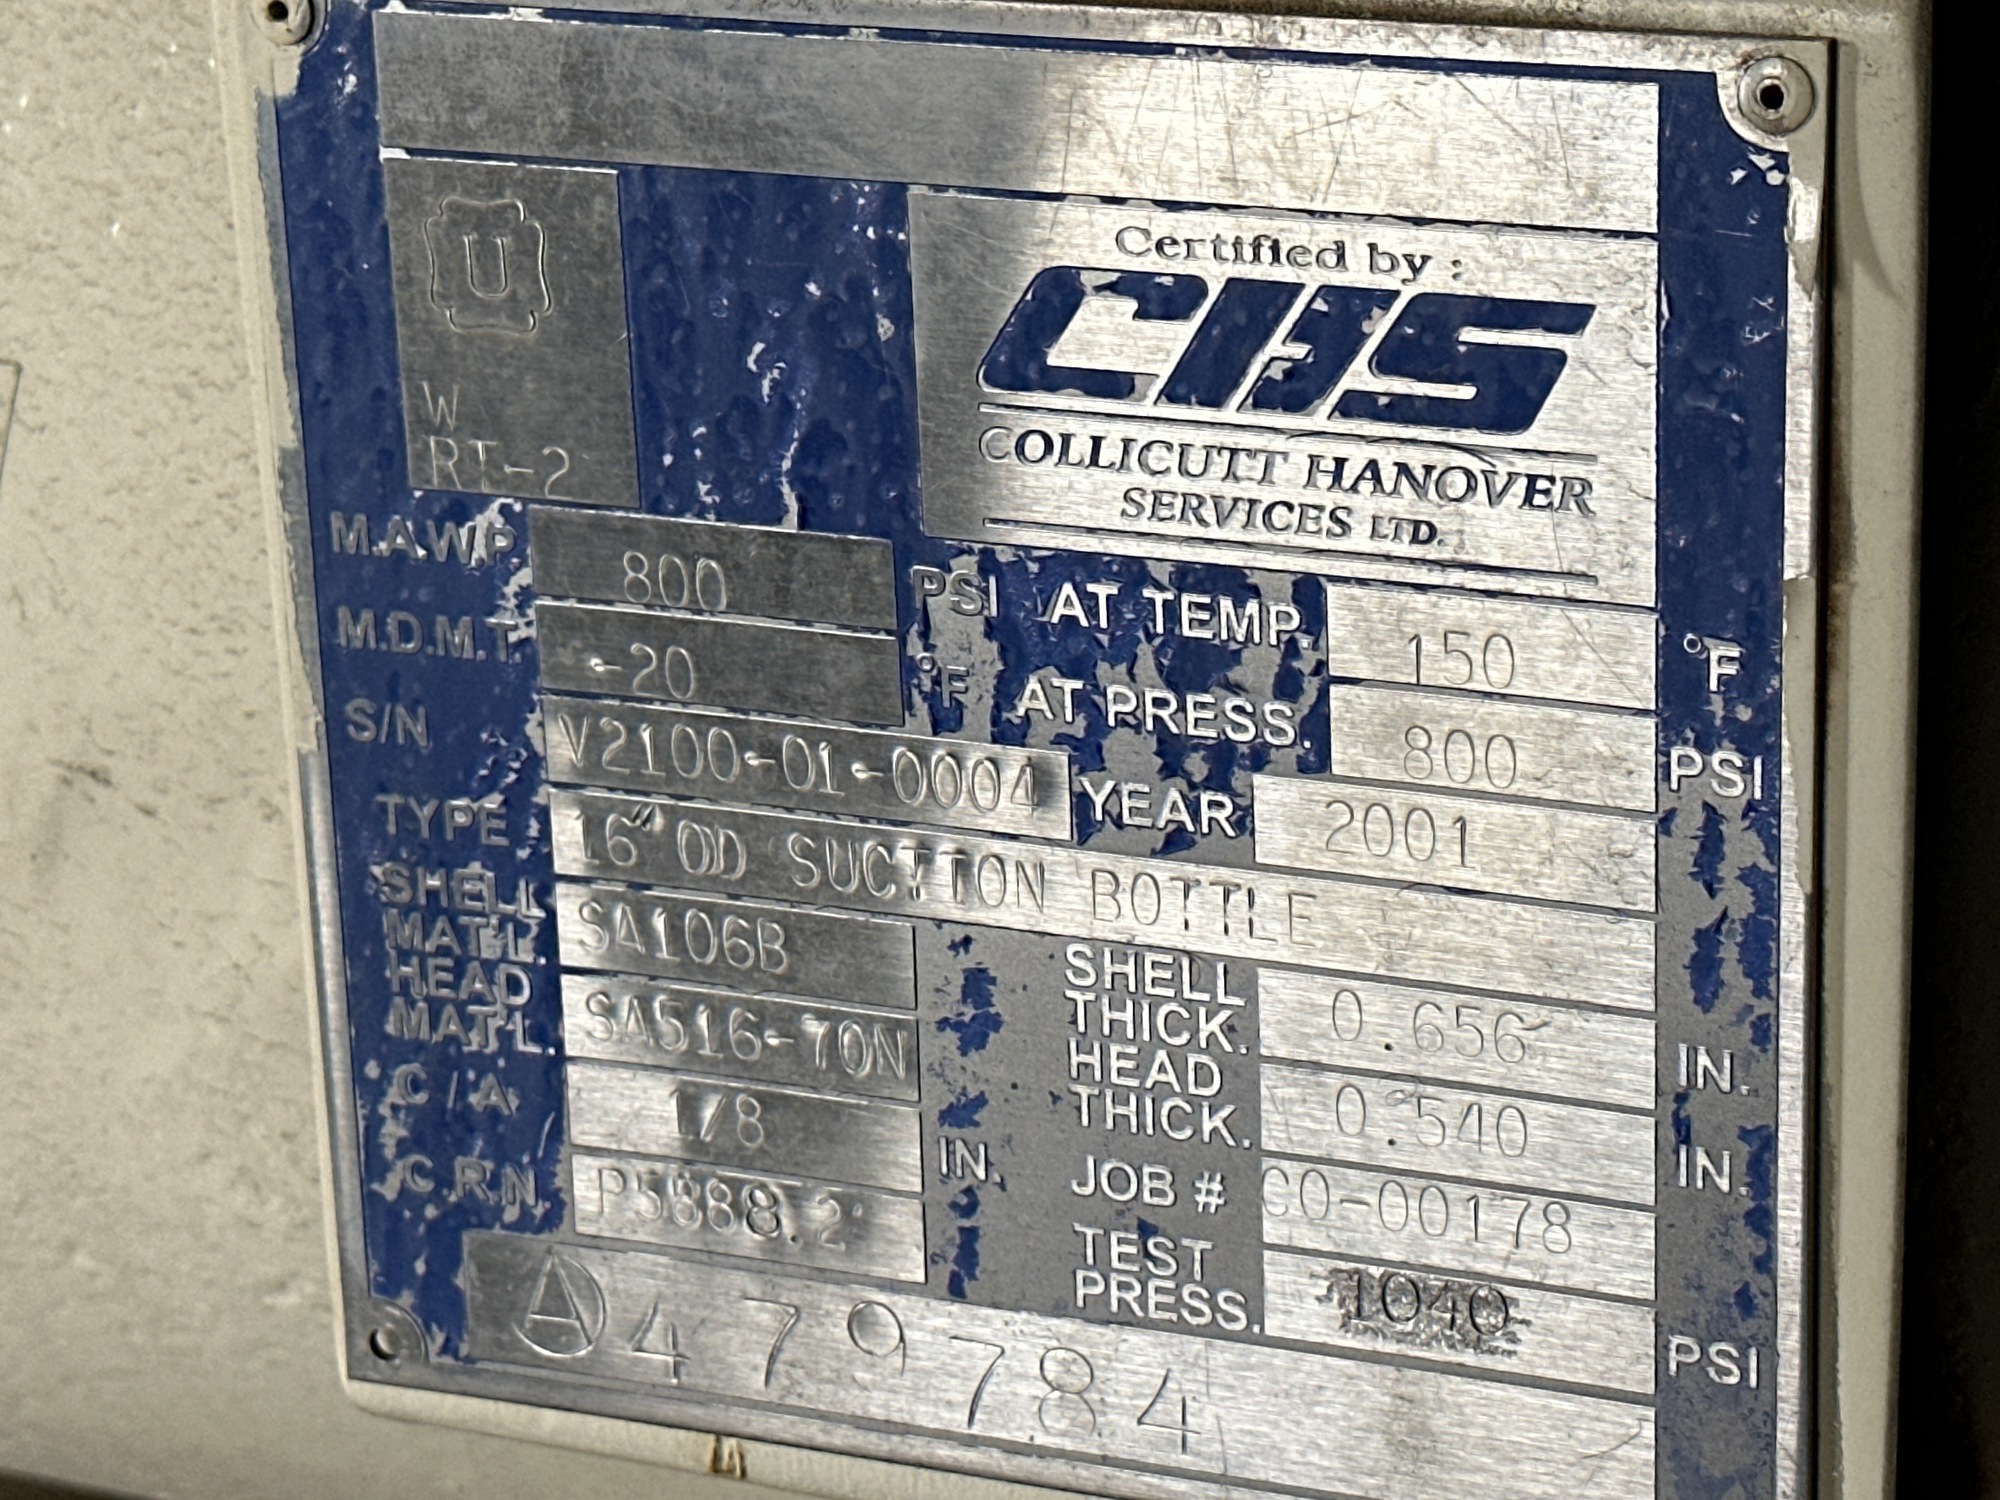 U
W
RT-2
Certified by :
CHS
COLLICUTT HANOVER
SERVICES LTD.
M.A.W.P. 800 PSI AT TEMP. 150 °F
M.D.M.T. -20 °F AT PRESS. 800 PSI
S/N V2100-01-0004 YEAR 2001
TYPE 16" OD SUCTION BOTTLE
SHELL MAT'L. SA106B SHELL THICK. 0.656 IN.
HEAD MAT'L. SA516-70N HEAD THICK. 0.540 IN.
C/A 1/8 IN. JOB # CO-00178
C.R.N. P5888.2 TEST PRESS. 1040 PSI
A 479784